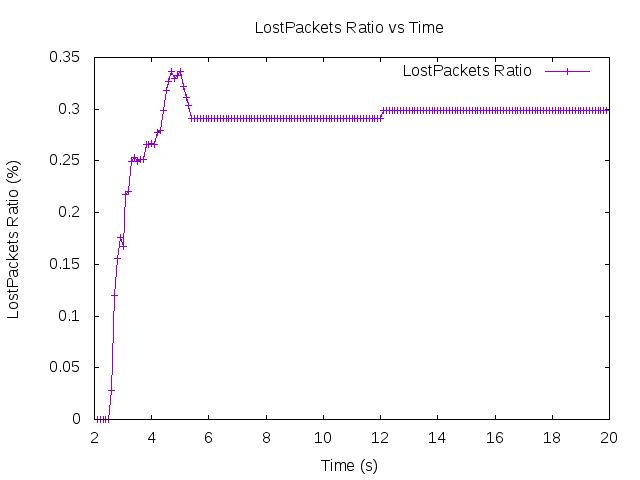 LostPackets Ratio vs Time
LostPackets Ratio
0.35
0.3
0.25
0.2
0.15
0.1
0.05
0
LostPackets Ratio (%)
2 4 6 8 10 12 14 16 18 20
Time (s)